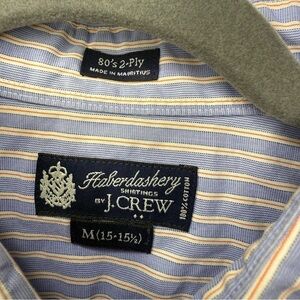 80's 2-Ply
MADE IN MAURITIUS
Haberdashery
SHIRTINGS
BY J.CREW
100% COTTON
M (15-15½)